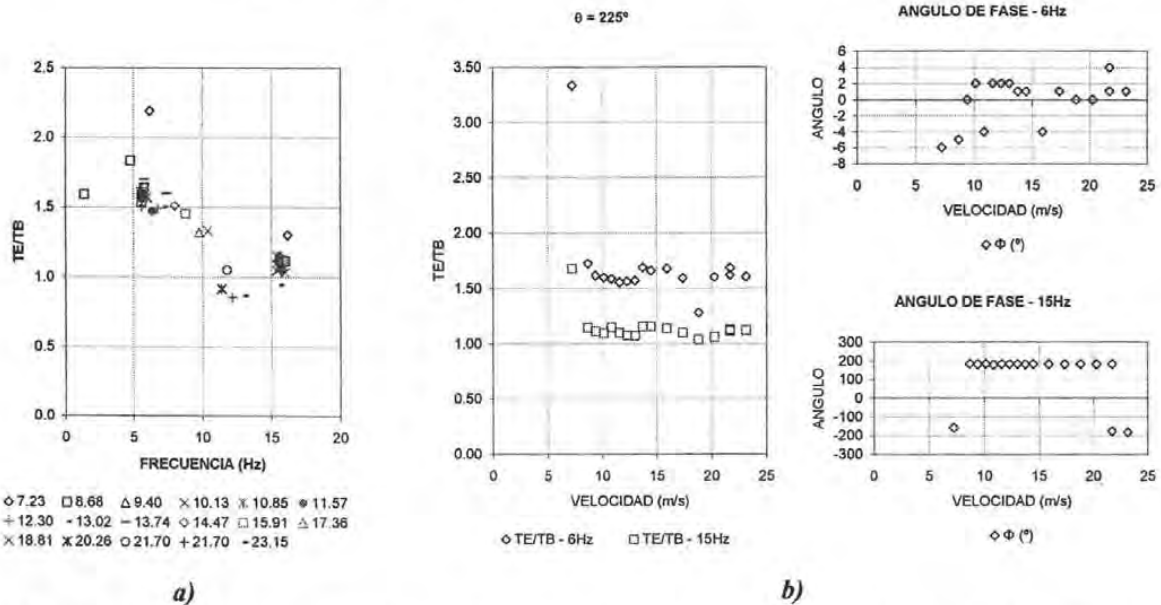 θ = 225º
ANGULO DE FASE - 6Hz
2.5
2.0
1.5
1.0
0.5
0.0
TE/TB
0 5 10 15 20
FRECUENCIA (Hz)
7.23 8.68 9.40 10.13 10.85 11.57
12.30 13.02 13.74 14.47 15.91 17.36
18.81 20.26 21.70 21.70 23.15
a)
3.50
3.00
2.50
2.00
1.50
1.00
0.50
0.00
TE/TB
0 5 10 15 20 25
VELOCIDAD (m/s)
TE/TB - 6Hz TE/TB - 15Hz
6
4
2
0
-2
-4
-6
-8
ANGULO
0 5 10 15 20 25
VELOCIDAD (m/s)
Φ (º)
ANGULO DE FASE - 15Hz
300
200
100
0
-100
-200
-300
ANGULO
0 5 10 15 20 25
VELOCIDAD (m/s)
Φ (º)
b)